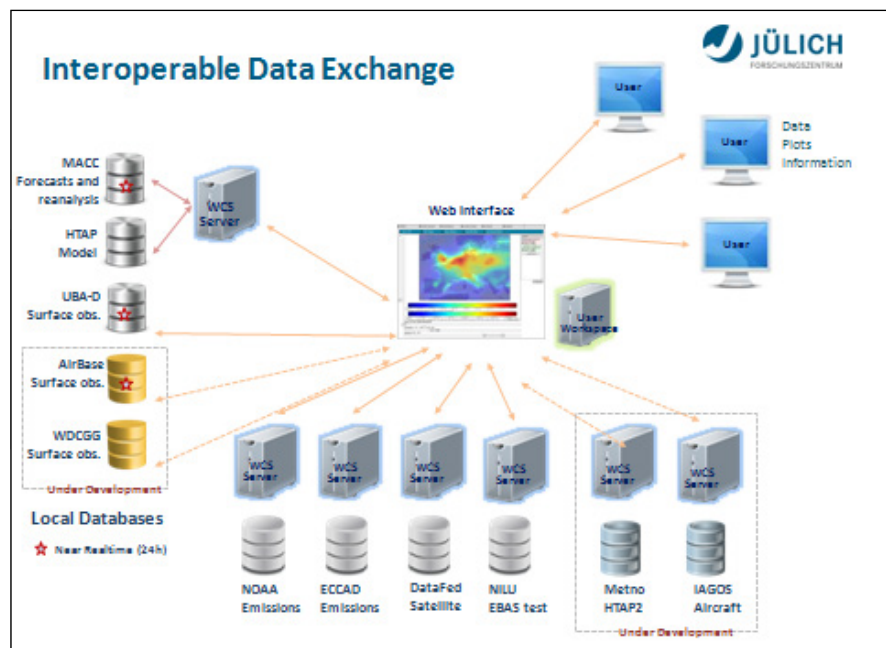 Interoperable Data Exchange
JÜLICH
FORSCHUNGSZENTRUM
User
User
Data
Plots
Information
User
MACC
Forecasts and
reanalysis
WCS
Server
HTAP
Model
UBA-D
Surface obs.
Web Interface
User
Workspace
AirBase
Surface obs.
WDCGG
Surface obs.
Under Development
Local Databases
Near Realtime (24h)
WCS
Server
WCS
Server
WCS
Server
WCS
Server
WCS
Server
WCS
Server
NOAA
Emissions
ECCAD
Emissions
DataFed
Satellite
NILU
EBAS test
Metno
HTAP2
IAGOS
Aircraft
Under Development